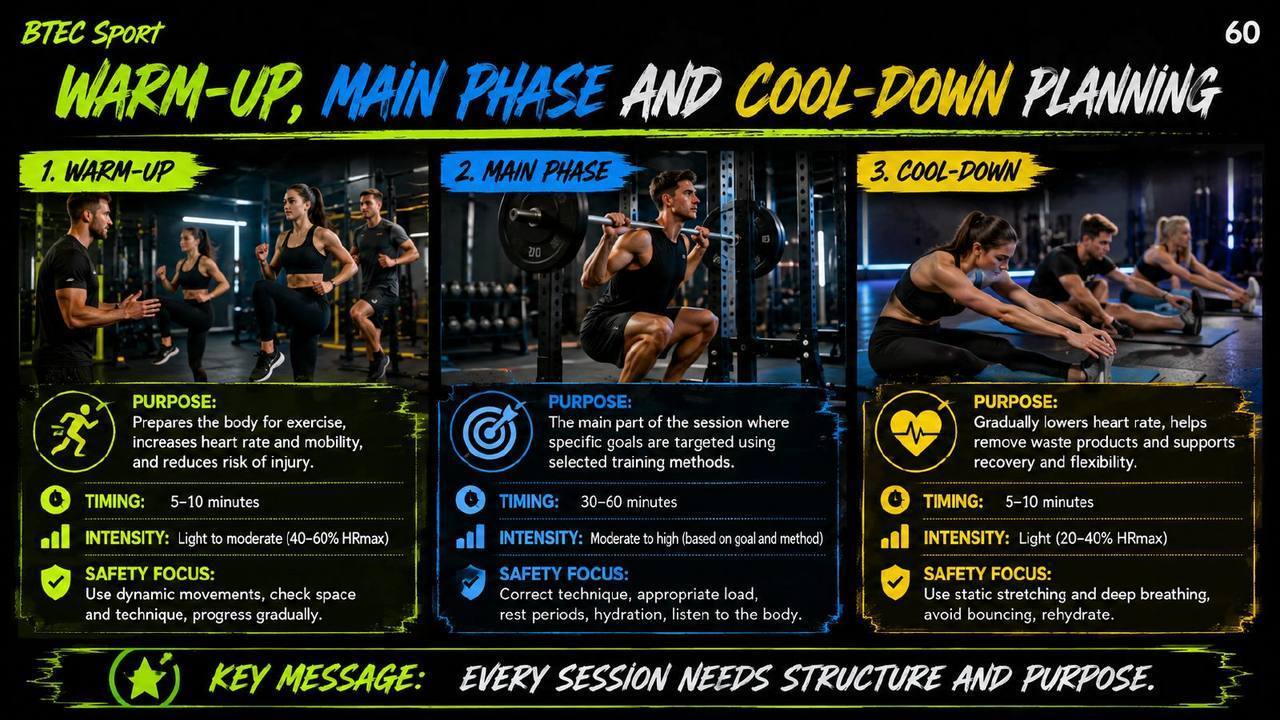 BTEC Sport
60
WARM-UP, MAIN PHASE AND COOL-DOWN PLANNING
1. WARM-UP
PURPOSE:
Prepares the body for exercise,
increases heart rate and mobility,
and reduces risk of injury.
TIMING: 5–10 minutes
INTENSITY: Light to moderate (40–60% HRmax)
SAFETY FOCUS:
Use dynamic movements, check space
and technique, progress gradually.
2. MAIN PHASE
20
PURPOSE:
The main part of the session where
specific goals are targeted using
selected training methods.
TIMING: 30–60 minutes
INTENSITY: Moderate to high (based on goal and method)
SAFETY FOCUS:
Correct technique, appropriate load,
rest periods, hydration, listen to the body.
3. COOL-DOWN
PURPOSE:
Gradually lowers heart rate, helps
remove waste products and supports
recovery and flexibility.
TIMING: 5–10 minutes
INTENSITY: Light (20–40% HRmax)
SAFETY FOCUS:
Use static stretching and deep breathing,
avoid bouncing, rehydrate.
KEY MESSAGE: EVERY SESSION NEEDS STRUCTURE AND PURPOSE.